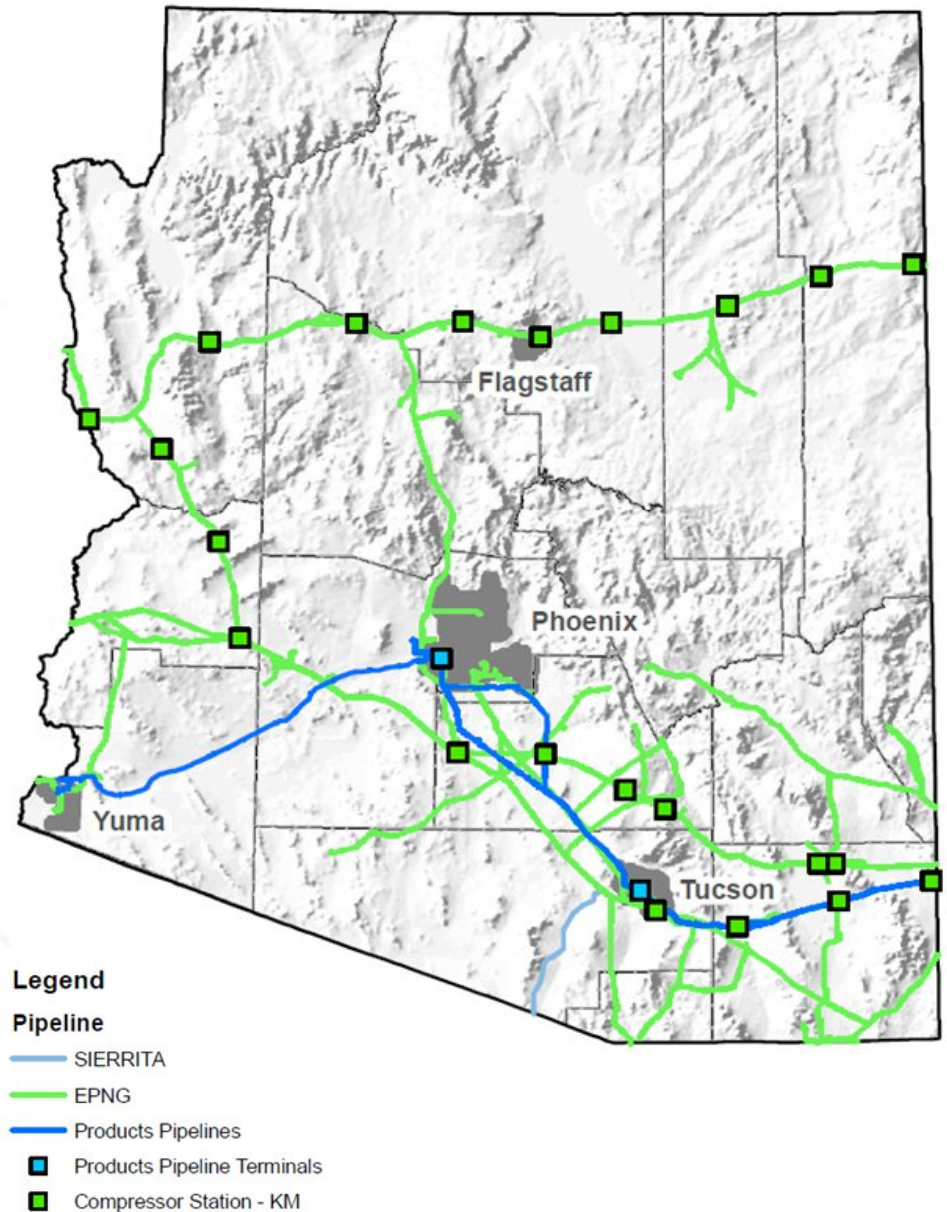 Flagstaff
Phoenix
Yuma
Tucson
Legend
Pipeline
SIERRITA
EPNG
Products Pipelines
Products Pipeline Terminals
Compressor Station - KM